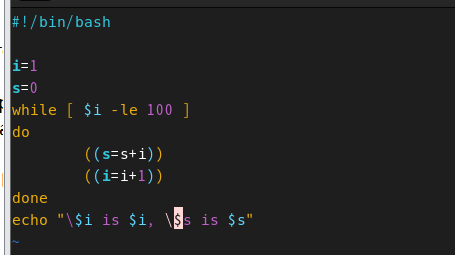 #!/bin/bash
i=1
s=0
while [ $i -le 100 ]
do
        ((s=s+i))
        ((i=i+1))
done
echo "\$i is $i, \$s is $s"
~